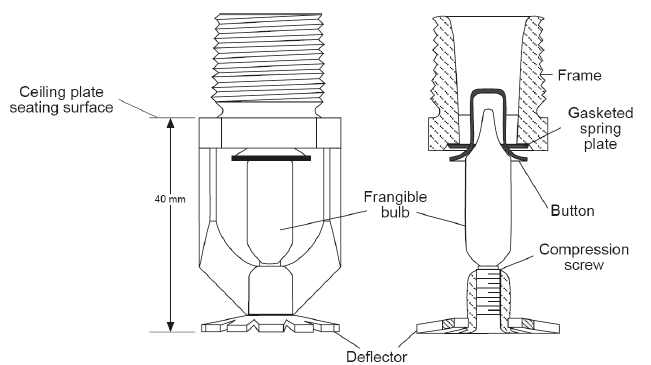 Ceiling plate
seating surface
40 mm
Frangible
bulb
Deflector
Frame
Gasketed
spring
plate
Button
Compression
screw